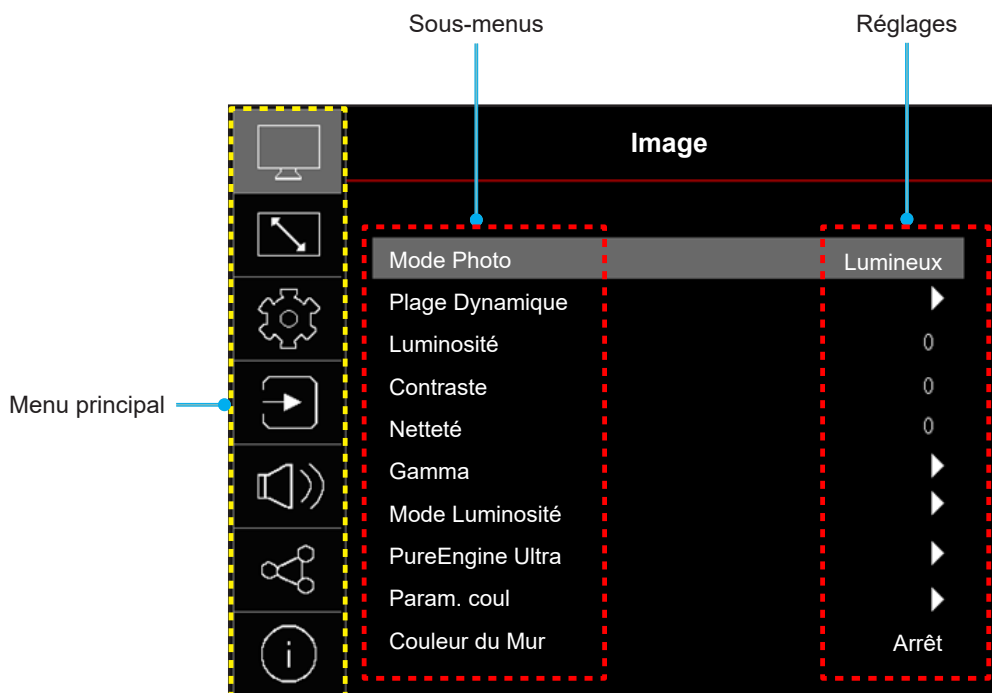 Sous-menus
Réglages
Image
Mode Photo
Lumineux
Plage Dynamique
Luminosité
0
Contraste
0
Netteté
0
Gamma
Mode Luminosité
PureEngine Ultra
Param. coul
Couleur du Mur
Arrêt
Menu principal
i